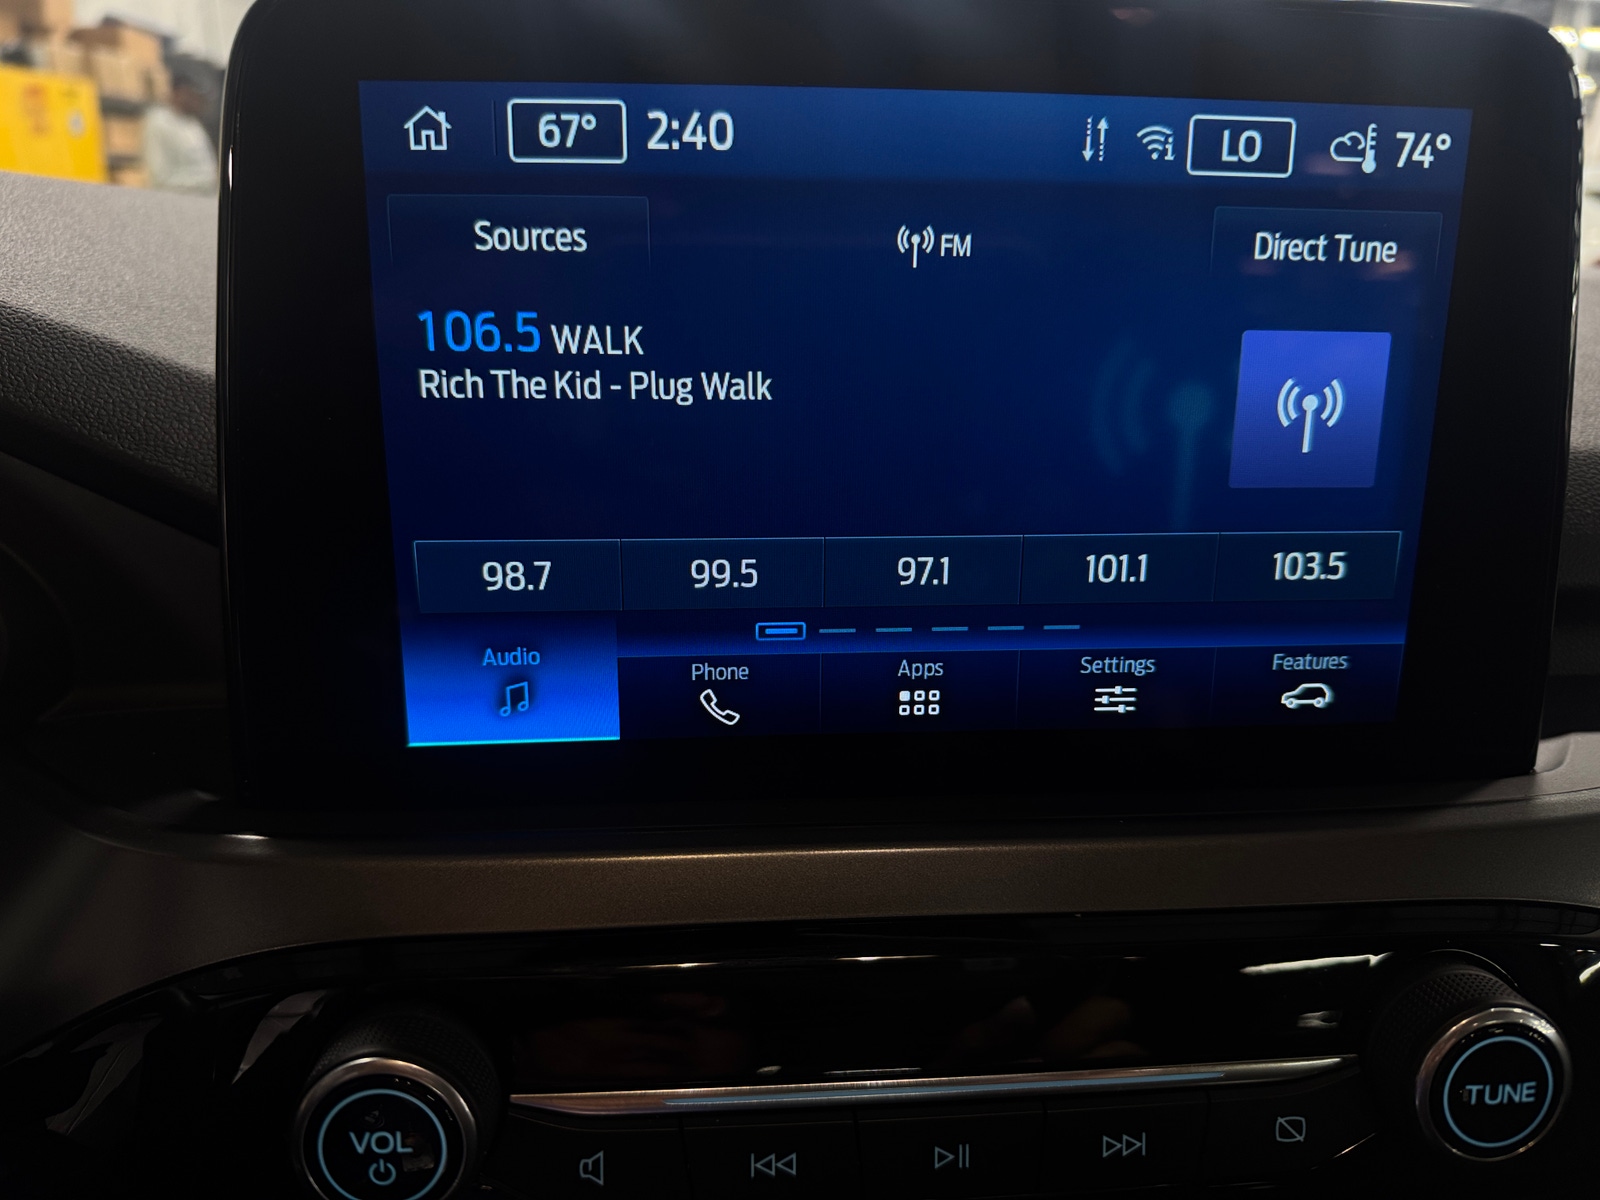 67° 2:40 LO 74°
Sources FM Direct Tune
106.5 WALK
Rich The Kid - Plug Walk
98.7 99.5 97.1 101.1 103.5
Audio Phone Apps Settings Features
VOL TUNE